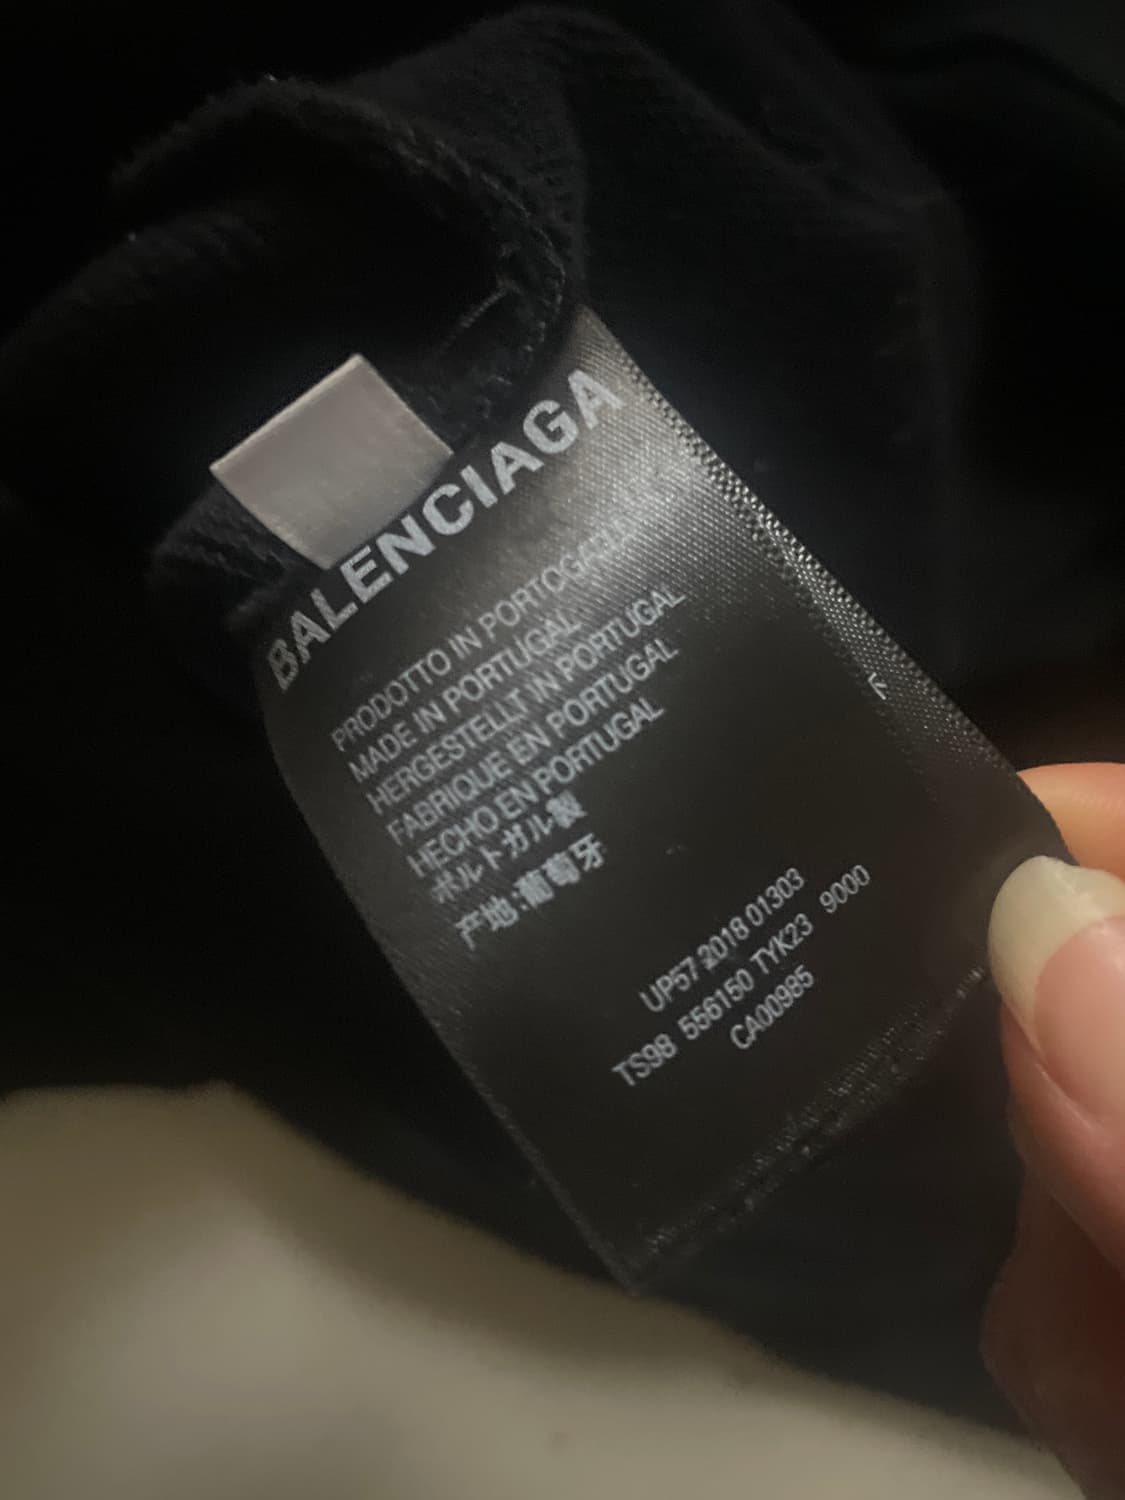 BALENCIAGA
PRODOTTO IN PORTOGALLO
MADE IN PORTUGAL
HERGESTELLT IN PORTUGAL
FABRIQUE EN PORTUGAL
HECHO EN PORTUGAL
ポルトガル製
产地:葡萄牙
UP57 2018 01303
TS98 556150 TYK23 9000
CA00985